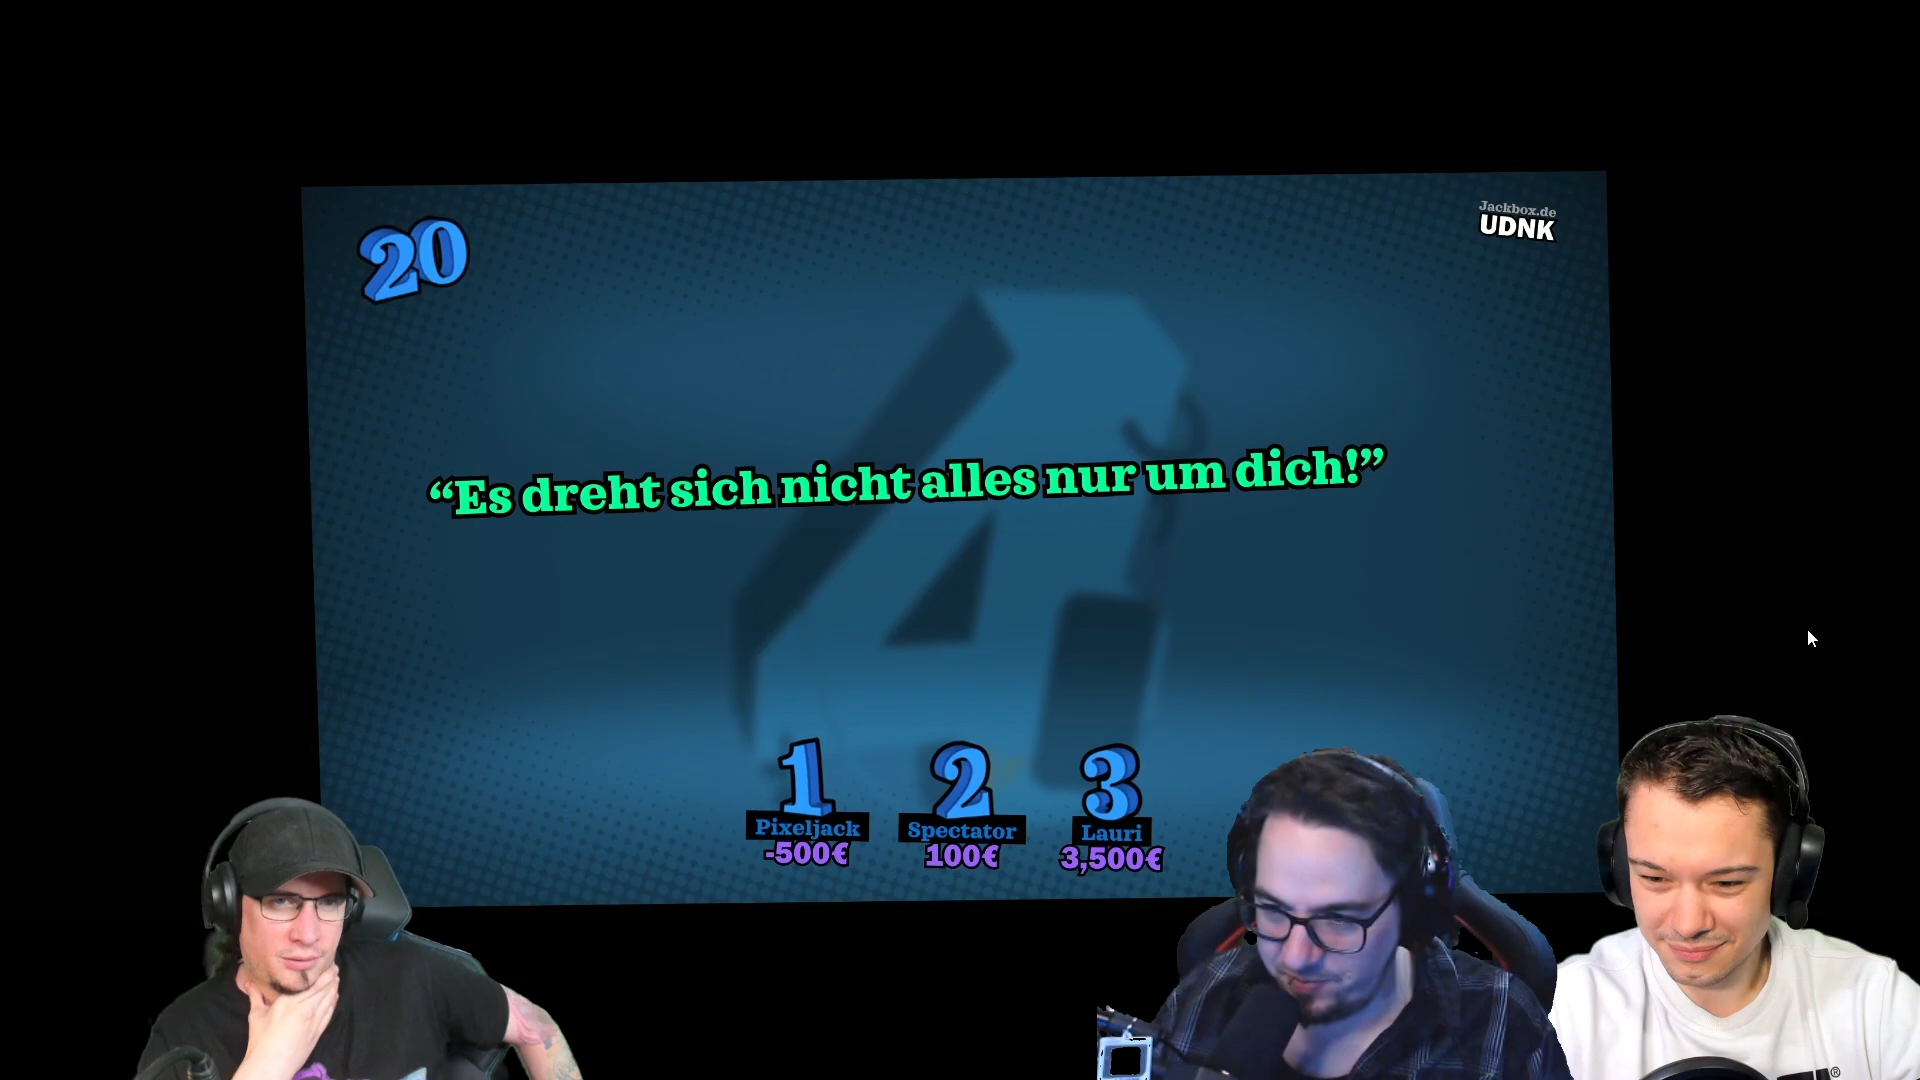 20
Jackbox.de
UDNK
“Es dreht sich nicht alles nur um dich!”
1 2 3
Pixeljack Spectator Lauri
-500€ 100€ 3,500€
®